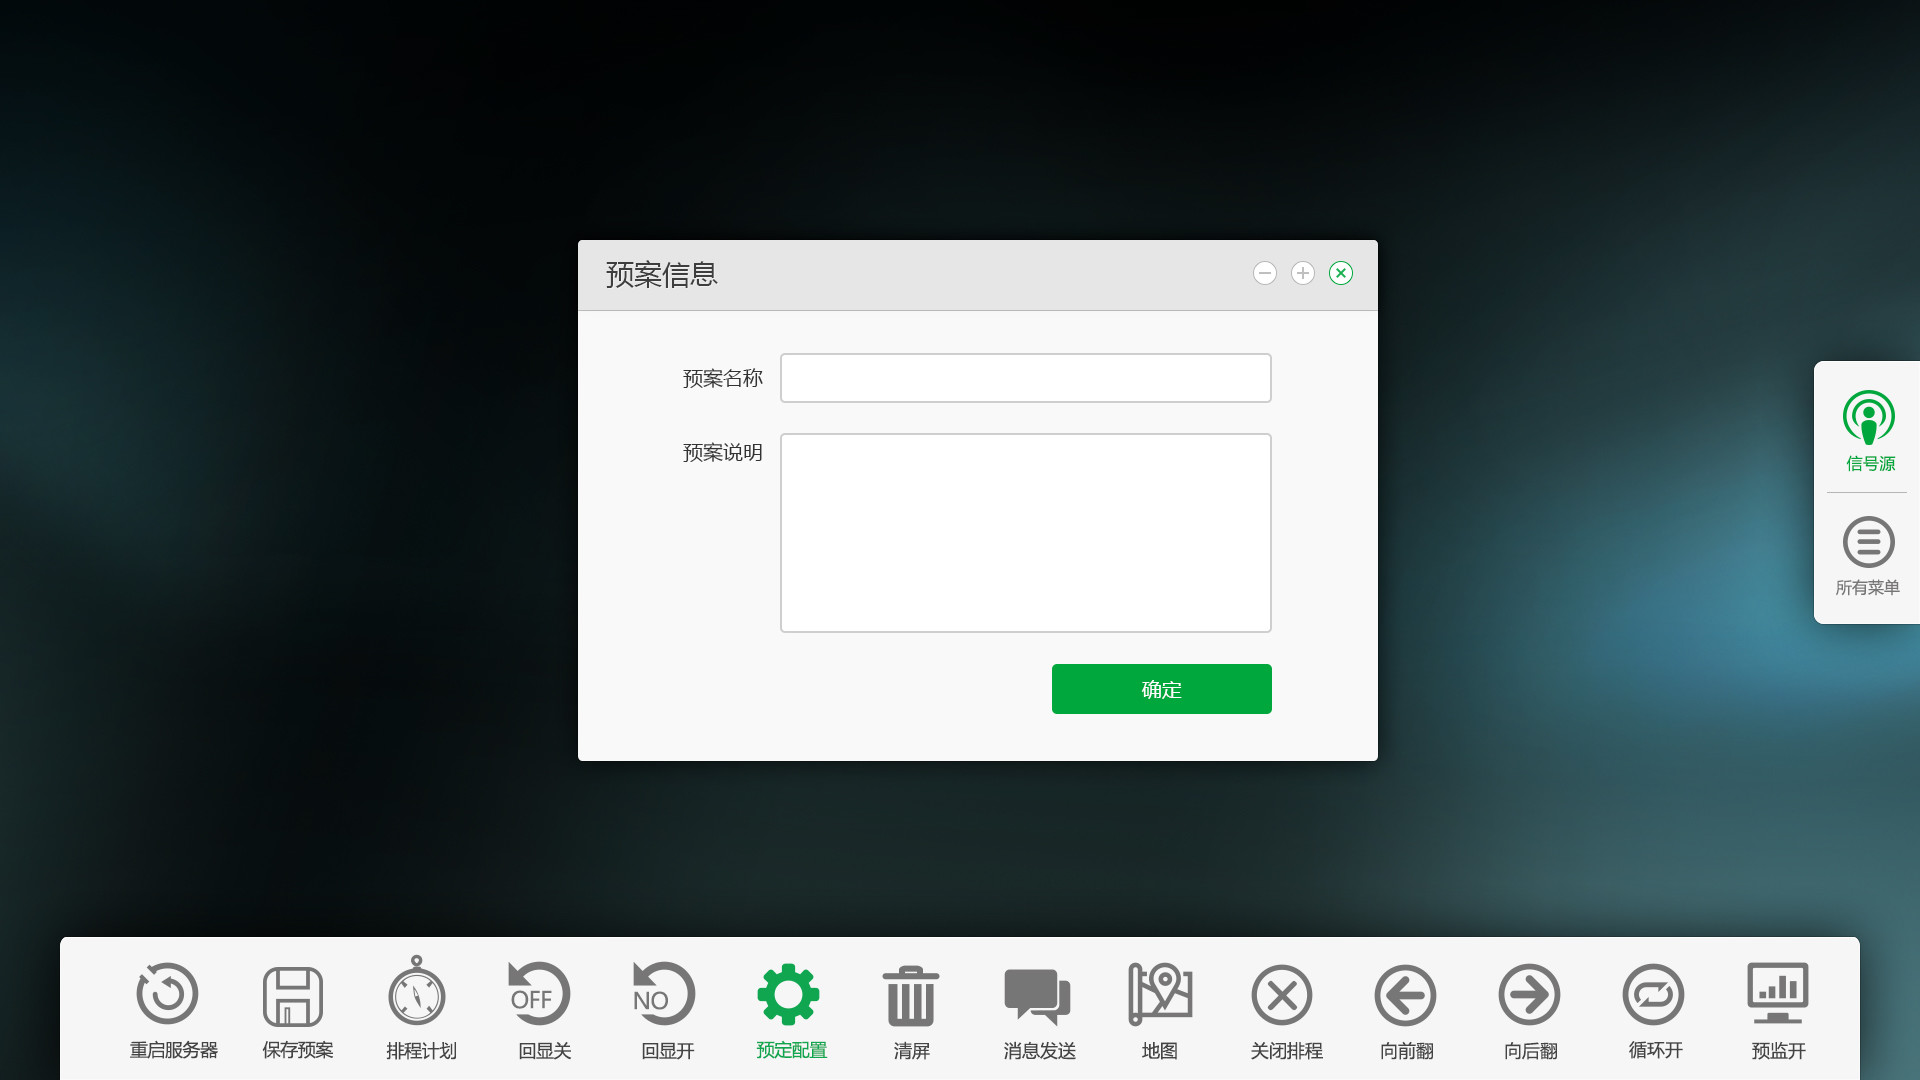 预案信息
预案名称
预案说明
确定
信号源
所有菜单
OFF
NO
重启服务器
保存预案
排程计划
回显关
回显开
预定配置
清屏
消息发送
地图
关闭排程
向前翻
向后翻
循环开
预监开